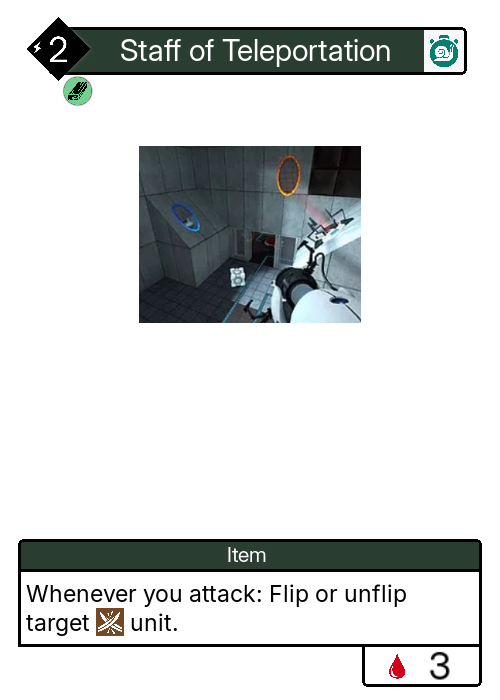 2
Staff of Teleportation
Item
Whenever you attack: Flip or unflip
target unit.
3